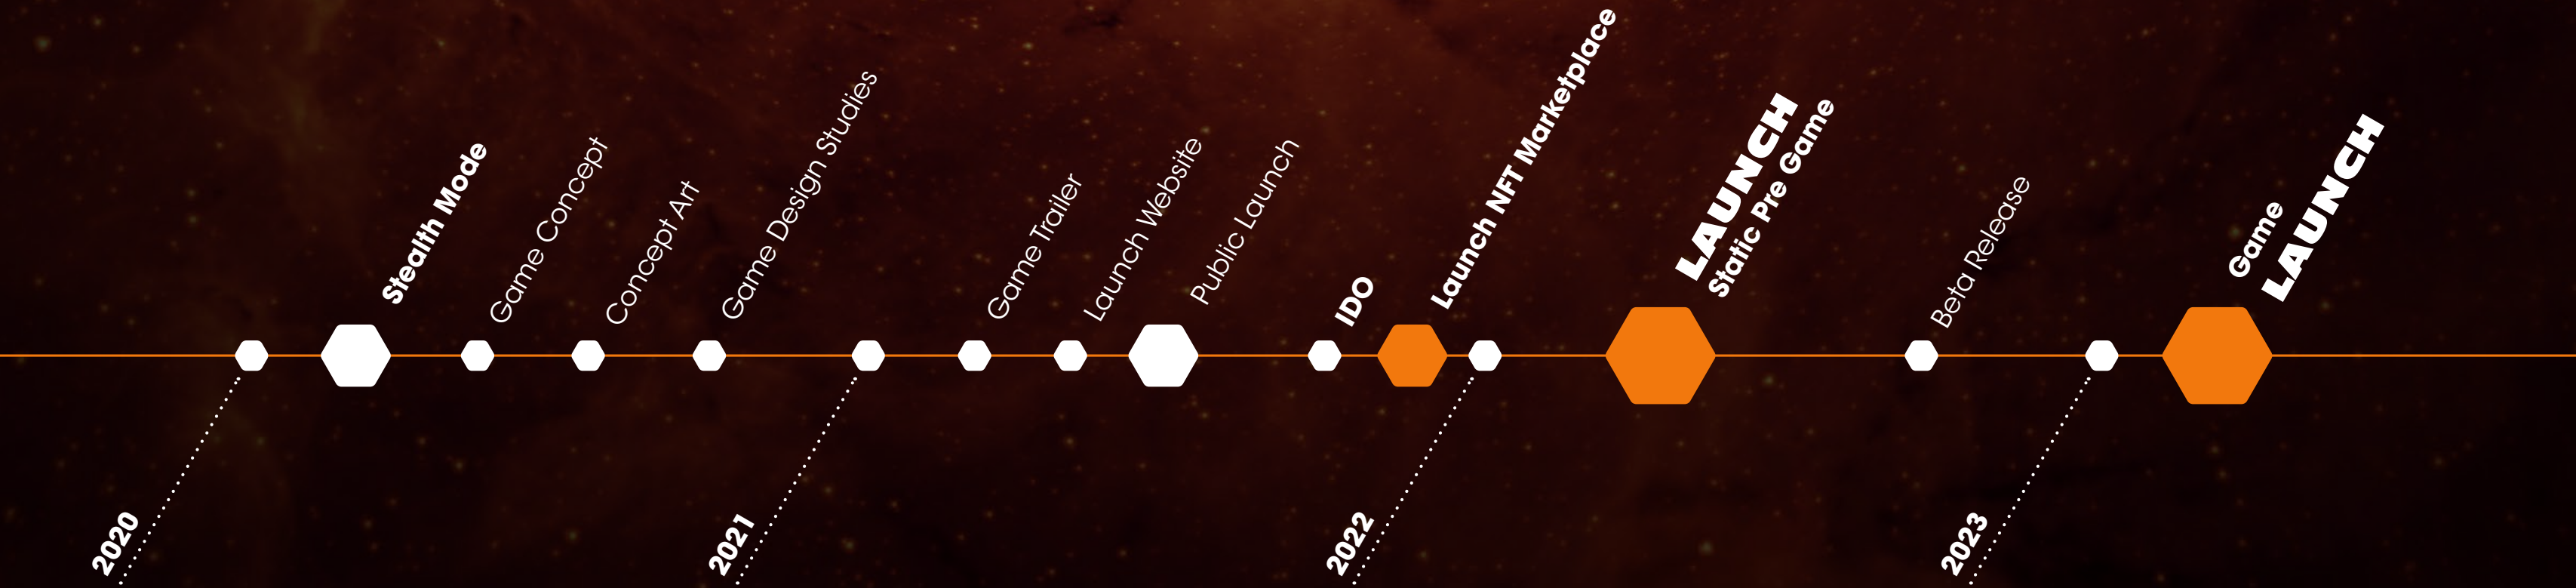 2020
Stealth Mode
Game Concept
Concept Art
Game Design Studies
2021
Game Trailer
Launch Website
Public Launch
IDO
Launch NFT Marketplace
2022
LAUNCH
Static Pre Game
Beta Release
2023
Game
LAUNCH